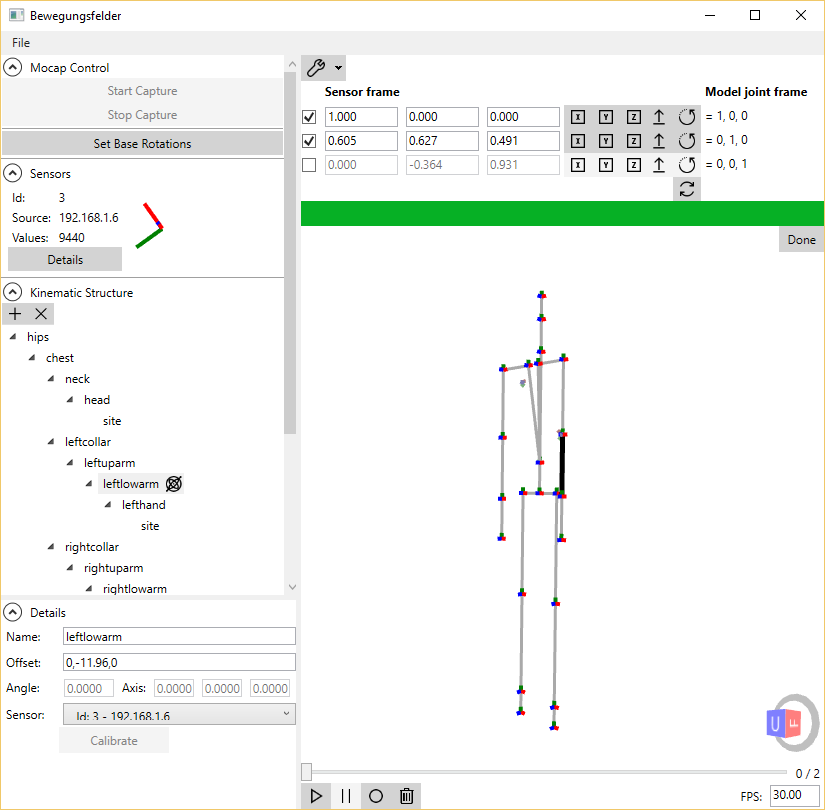 Bewegungsfelder
File
Mocap Control
Start Capture
Stop Capture
Set Base Rotations
Sensors
Id: 3
Source: 192.168.1.6
Values: 9440
Details
Kinematic Structure
hips
chest
neck
head
site
leftcollar
leftuparm
leftlowarm
lefthand
site
rightcollar
rightuparm
rightlowarm
Details
Name: leftlowarm
Offset: 0,-11.96,0
Angle: 0.0000 Axis: 0.0000 0.0000 0.0000
Sensor: Id: 3 - 192.168.1.6
Calibrate
Sensor frame Model joint frame
1.000 0.000 0.000 X Y Z = 1, 0, 0
0.605 0.627 0.491 X Y Z = 0, 1, 0
0.000 -0.364 0.931 X Y Z = 0, 0, 1
Done
U F
0 / 2
FPS: 30.00